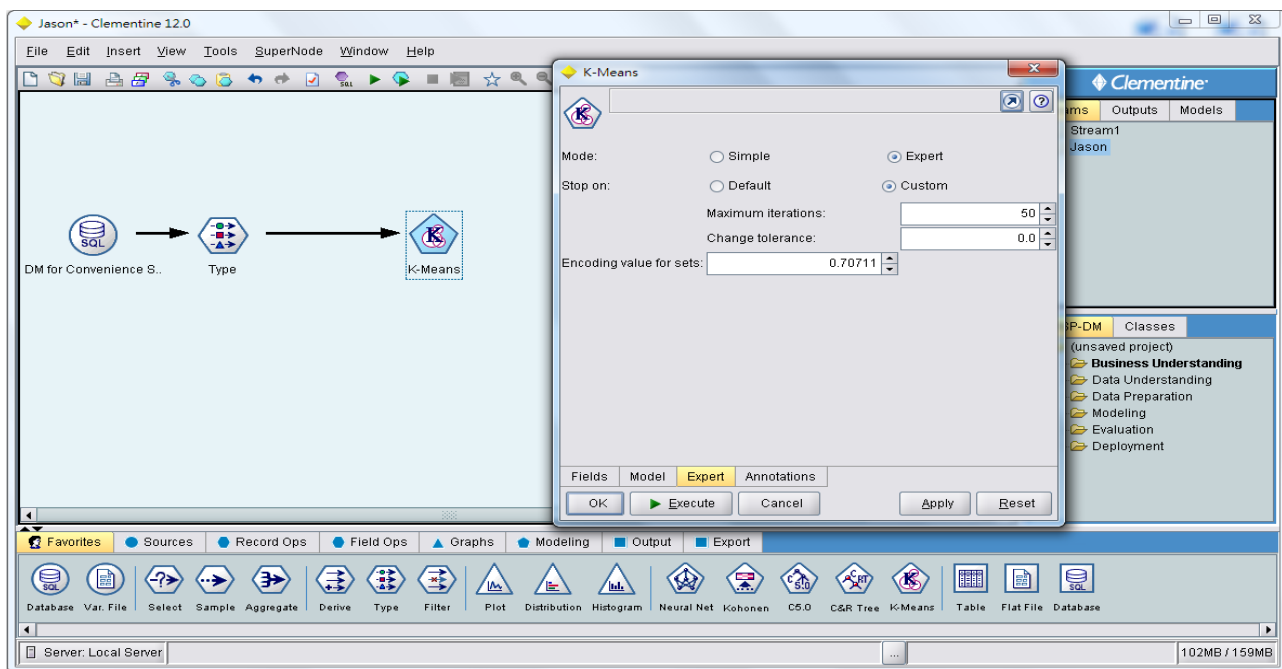 Jason* - Clementine 12.0
File Edit Insert View Tools SuperNode Window Help
K-Means
Clementine
Mode: Simple Expert
Stop on: Default Custom
Maximum iterations: 50
Change tolerance: 0.0
Encoding value for sets: 0.70711
Fields Model Expert Annotations
OK Execute Cancel Apply Reset
SQL
DM for Convenience S..
Type
K-Means
Outputs Models
Stream1
Jason
Classes
(unsaved project)
Business Understanding
Data Understanding
Data Preparation
Modeling
Evaluation
Deployment
Favorites Sources Record Ops Field Ops Graphs Modeling Output Export
Database Var. File Select Sample Aggregate Derive Type Filter Plot Distribution Histogram Neural Net Kohonen C5.0 C&R Tree K-Means Table Flat File Database
Server: Local Server ... 102MB / 159MB